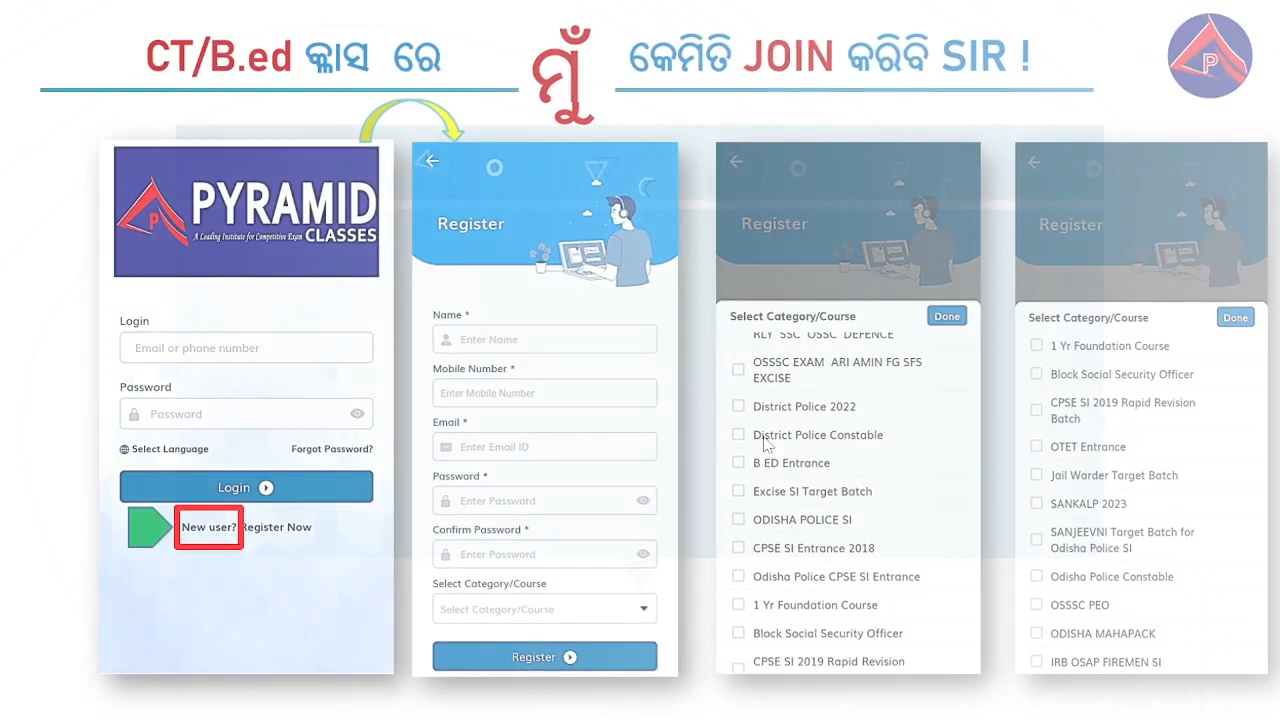 CT/B.ed କ୍ଲାସ ରେ ମୁଁ କେମିତି JOIN କରିବି SIR !
P
PYRAMID
CLASSES
A Leading Institute for Competitive Exam
P
Login
Email or phone number
Password
Password
Select Language
Forgot Password?
Login
New user? Register Now
Register
Name *
Enter Name
Mobile Number *
Enter Mobile Number
Email *
Enter Email ID
Password *
Enter Password
Confirm Password *
Enter Password
Select Category/Course
Select Category/Course
Register
Register
Select Category/Course
Done
RLY SSC OSSC DEFENCE
OSSSC EXAM ARI AMIN FG SFS
EXCISE
District Police 2022
District Police Constable
B ED Entrance
Excise SI Target Batch
ODISHA POLICE SI
CPSE SI Entrance 2018
Odisha Police CPSE SI Entrance
1 Yr Foundation Course
Block Social Security Officer
CPSE SI 2019 Rapid Revision
Register
Select Category/Course
Done
1 Yr Foundation Course
Block Social Security Officer
CPSE SI 2019 Rapid Revision
Batch
OTET Entrance
Jail Warder Target Batch
SANKALP 2023
SANJEEVNI Target Batch for
Odisha Police SI
Odisha Police Constable
OSSSC PEO
ODISHA MAHAPACK
IRB OSAP FIREMEN SI